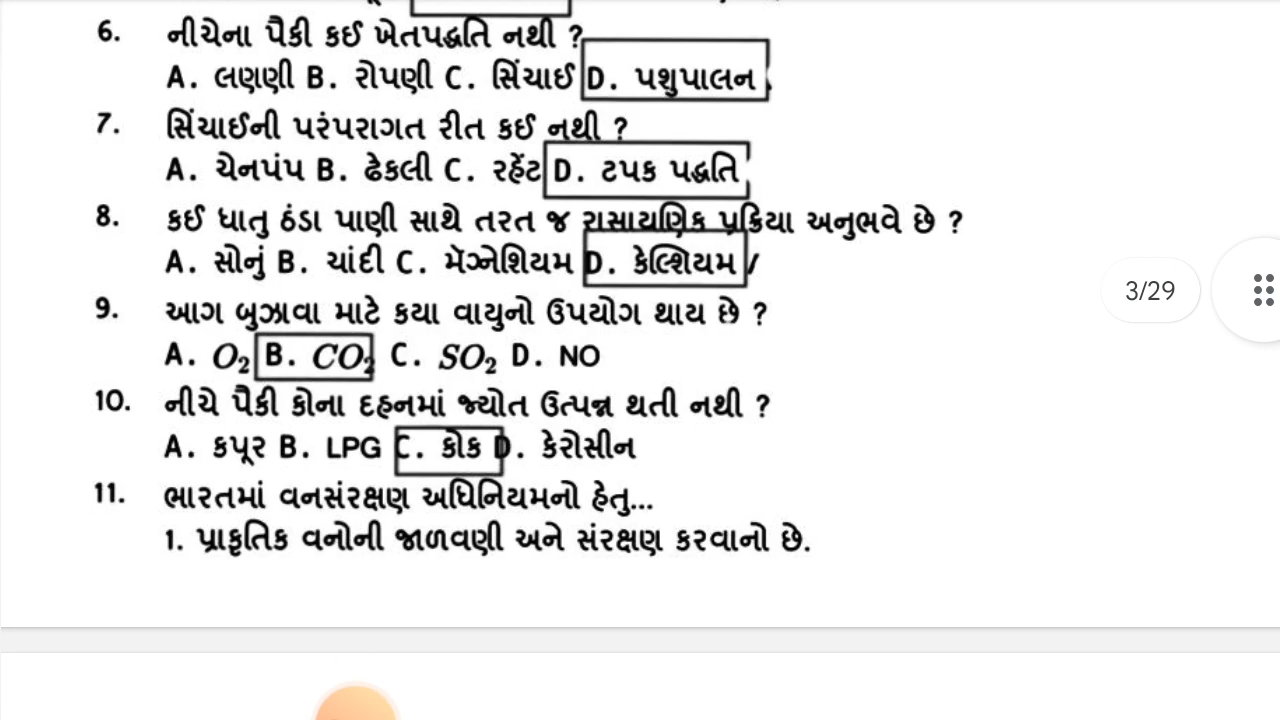 6. નીચેના પૈકી કઈ ખેતપદ્ધતિ નથી ?
A. લણણી B. રોપણી C. સિંચાઈ D. પશુપાલન
7. સિંચાઈની પરંપરાગત રીત કઈ નથી ?
A. ચેનપંપ B. ઢેકલી C. રહેંટ D. ટપક પદ્ધતિ
8. કઈ ધાતુ ઠંડા પાણી સાથે તરત જ રાસાયણિક પ્રક્રિયા અનુભવે છે ?
A. સોનું B. ચાંદી C. મૅગ્નેશિયમ D. કેલ્શિયમ
9. આગ બુઝાવવા માટે કયા વાયુનો ઉપયોગ થાય છે ?
A. O₂ B. CO₂ C. SO₂ D. NO
10. નીચે પૈકી કોના દહનમાં જ્યોત ઉત્પન્ન થતી નથી ?
A. કપૂર B. LPG C. કોક D. કેરોસીન
11. ભારતમાં વનસંરક્ષણ અધિનિયમનો હેતુ...
1. પ્રાકૃતિક વનોની જાળવણી અને સંરક્ષણ કરવાનો છે.
3/29